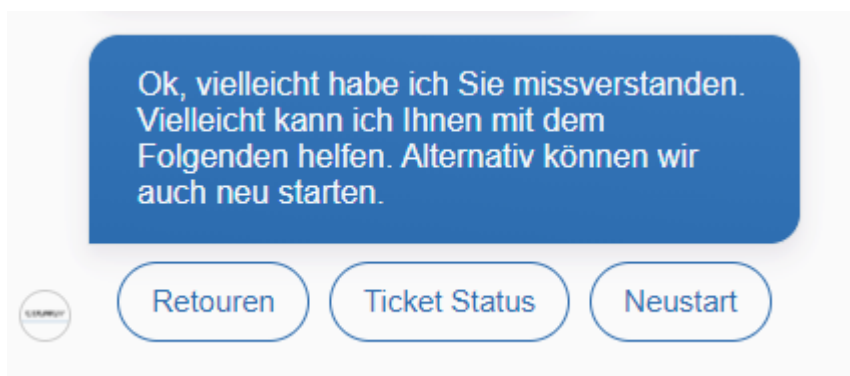 Ok, vielleicht habe ich Sie missverstanden.
Vielleicht kann ich Ihnen mit dem
Folgenden helfen. Alternativ können wir
auch neu starten.
Retouren
Ticket Status
Neustart